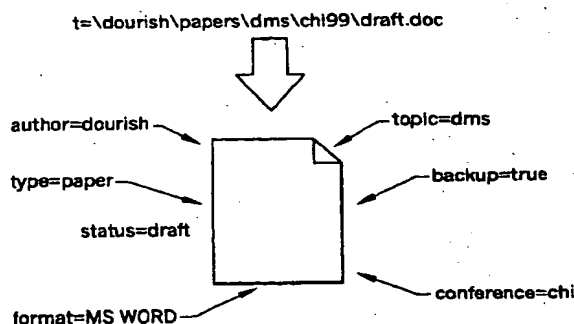 t=\dourish\papers\dms\chi99\draft.doc
author=dourish
topic=dms
type=paper
backup=true
status=draft
conference=chi
format=MS WORD